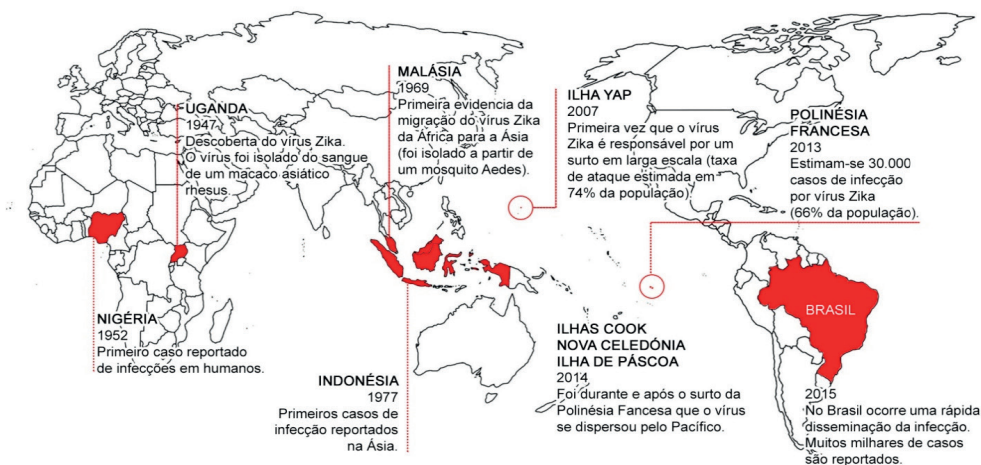 UGANDA
1947
Descoberta do vírus Zika.
O vírus foi isolado do sangue
de um macaco asiático
rhesus.
NIGÉRIA
1952
Primeiro caso reportado
de infecções em humanos.
MALÁSIA
1969
Primeira evidencia da
migração do vírus Zika
da África para a Ásia
(foi isolado a partir de
um mosquito Aedes).
INDONÉSIA
1977
Primeiros casos de
infecção reportados
na Ásia.
ILHA YAP
2007
Primeira vez que o vírus
Zika é responsável por um
surto em larga escala (taxa
de ataque estimada em
74% da população)
POLINÉSIA
FRANCESA
2013
Estimam-se 30.000
casos de infecção
por vírus Zika
(66% da população).
ILHAS COOK
NOVA CELEDÓNIA
ILHA DE PÁSCOA
2014
Foi durante e após o surto da
Polinésia Fancesa que o vírus
se dispersou pelo Pacífico.
BRASIL
2015
No Brasil ocorre uma rápida
disseminação da infecção.
Muitos milhares de casos
são reportados.